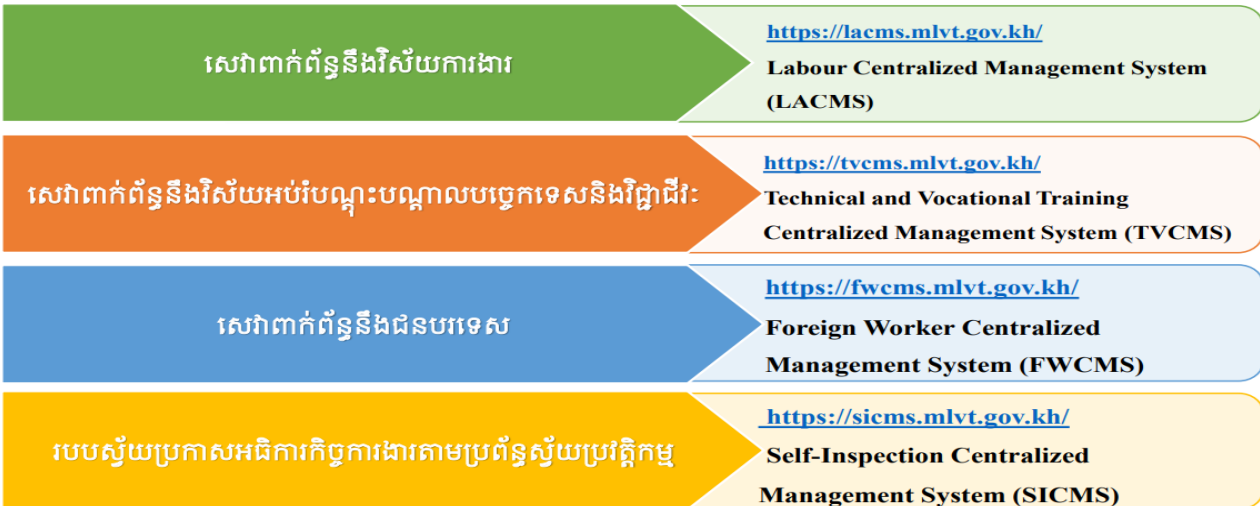 សេវាពាក់ព័ន្ធនឹងវិស័យការងារ
https://lacms.mlvt.gov.kh/
Labour Centralized Management System
(LACMS)
សេវាពាក់ព័ន្ធនឹងវិស័យអប់រំបណ្តុះបណ្តាលបច្ចេកទេសនិងវិជ្ជាជីវៈ
https://tvcms.mlvt.gov.kh/
Technical and Vocational Training
Centralized Management System (TVCMS)
សេវាពាក់ព័ន្ធនឹងជនបរទេស
https://fwcms.mlvt.gov.kh/
Foreign Worker Centralized
Management System (FWCMS)
របបស្វ័យប្រកាសអធិការកិច្ចការងារតាមប្រព័ន្ធស្វ័យប្រវត្តិកម្ម
https://sicms.mlvt.gov.kh/
Self-Inspection Centralized
Management System (SICMS)